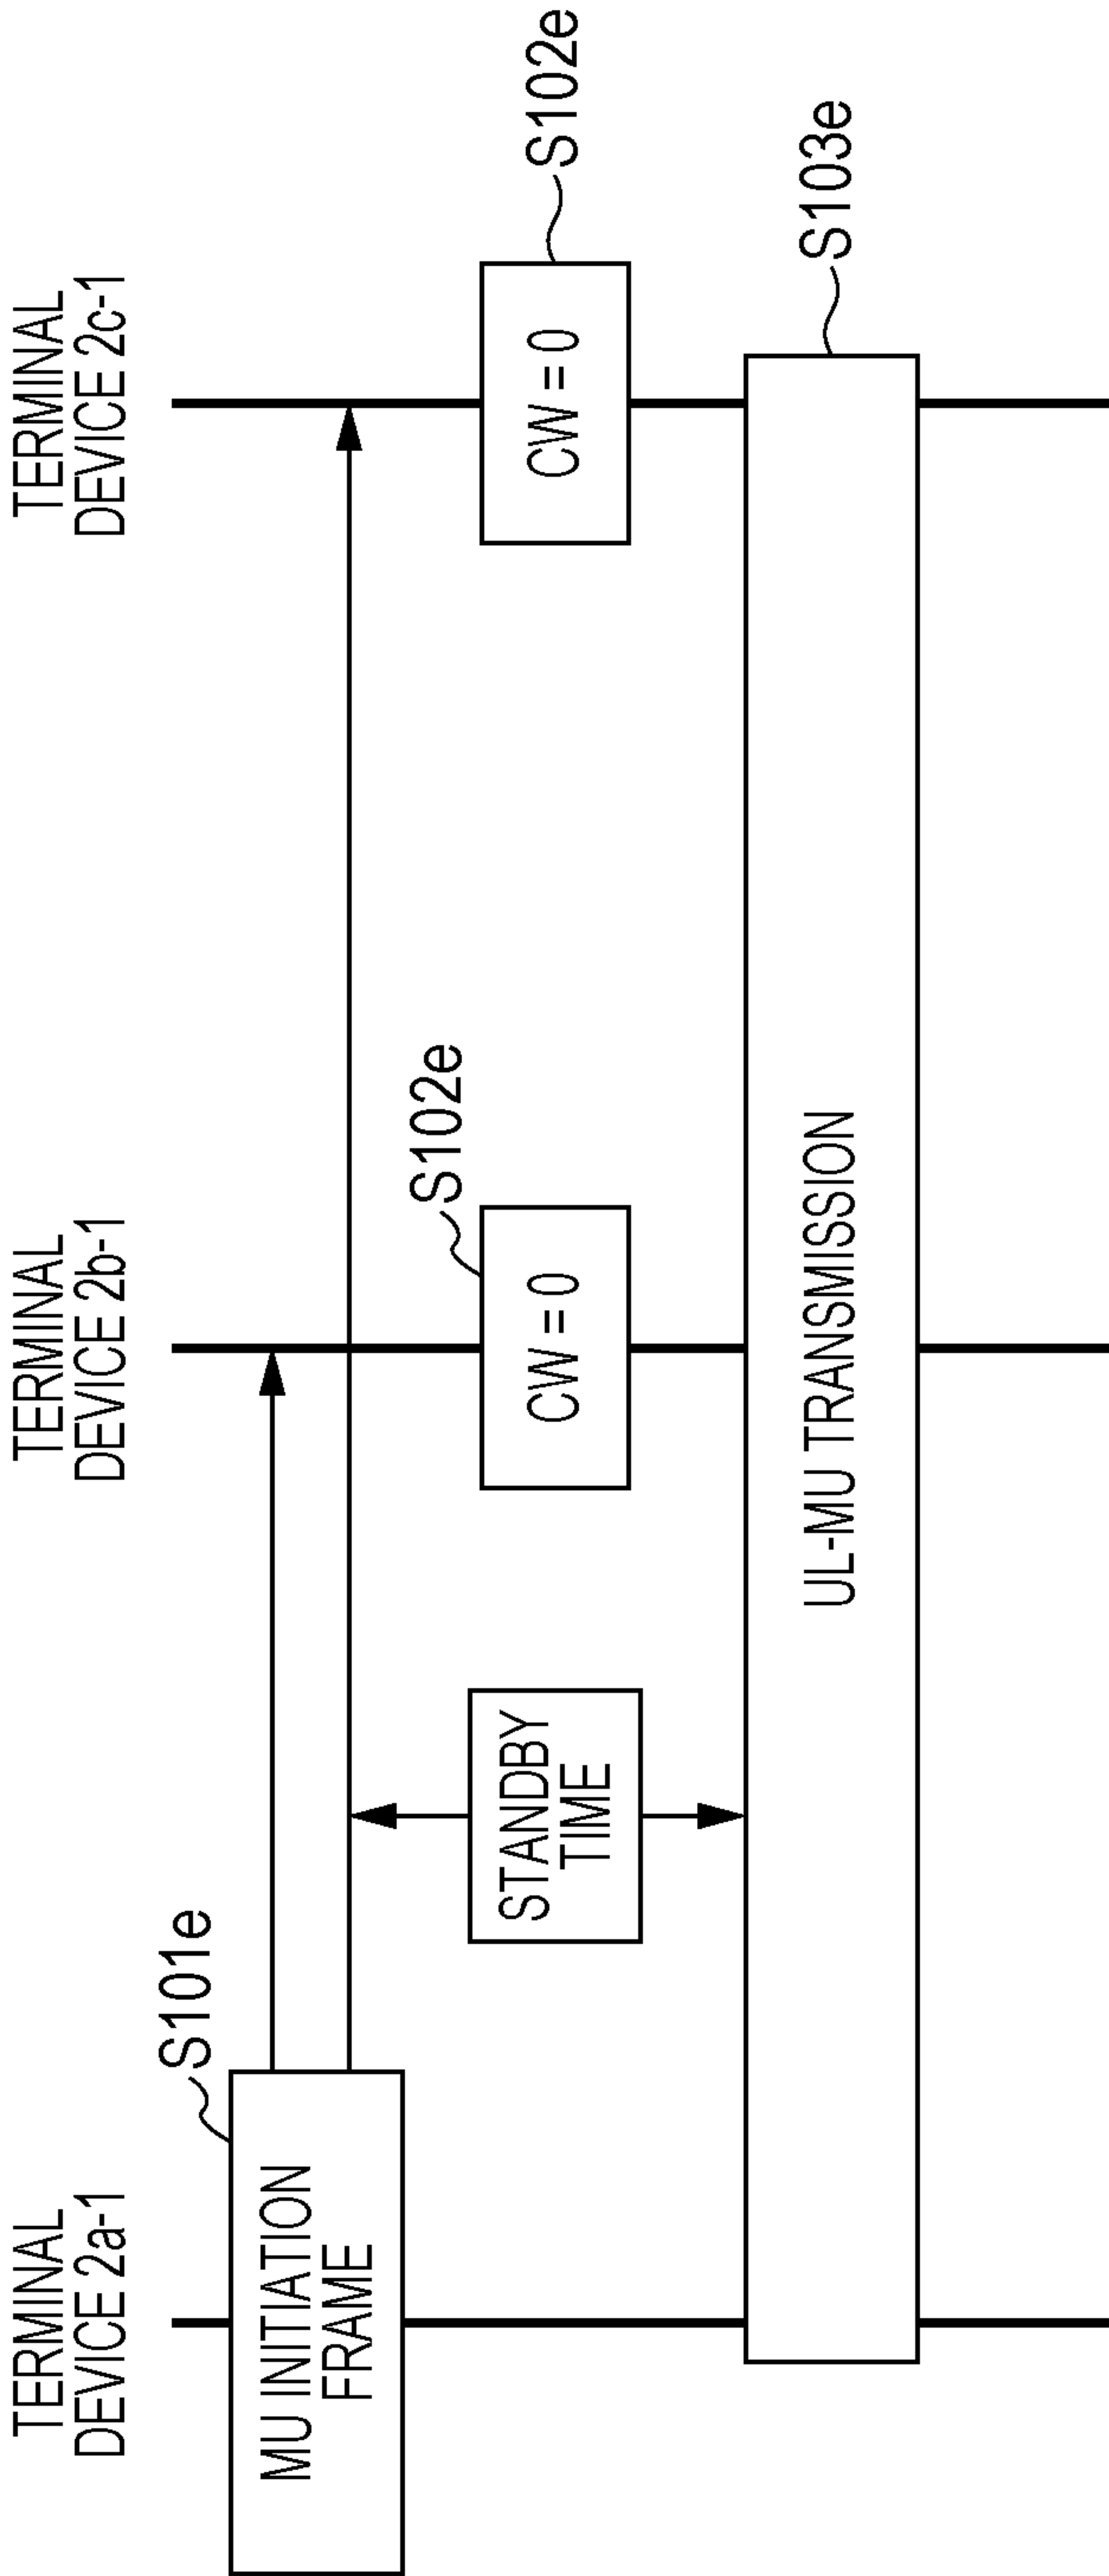 TERMINAL
DEVICE 2a-1
TERMINAL
DEVICE 2b-1
TERMINAL
DEVICE 2c-1
S101e
MU INITIATION
FRAME
STANDBY
TIME
S102e
CW = 0
S102e
CW = 0
S103e
UL-MU TRANSMISSION